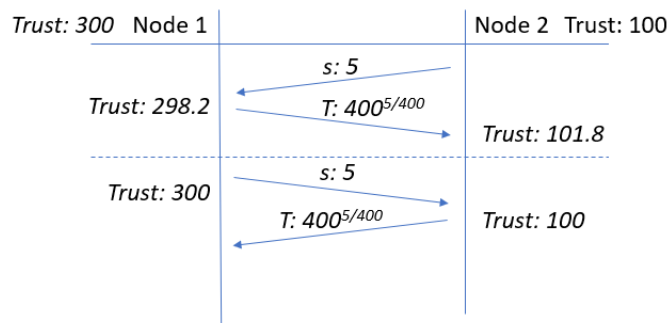 Trust: 300 Node 1
Node 2 Trust: 100
s: 5
Trust: 298.2
T: 400^5/400
Trust: 101.8
s: 5
Trust: 300
T: 400^5/400
Trust: 100